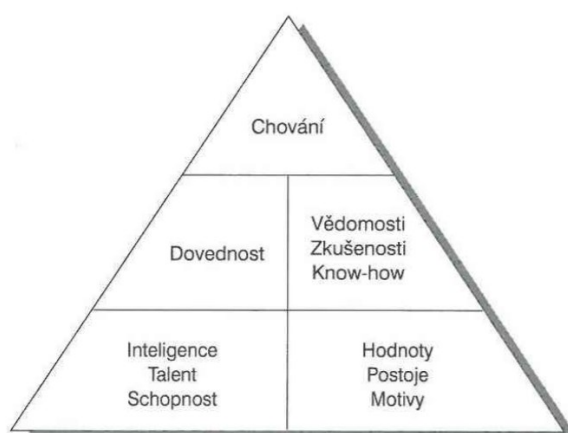 Chování
Dovednost
Vědomosti
Zkušenosti
Know-how
Inteligence
Talent
Schopnost
Hodnoty
Postoje
Motivy